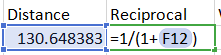 Distance Reciprocal
130.648383 =1/(1+F12)